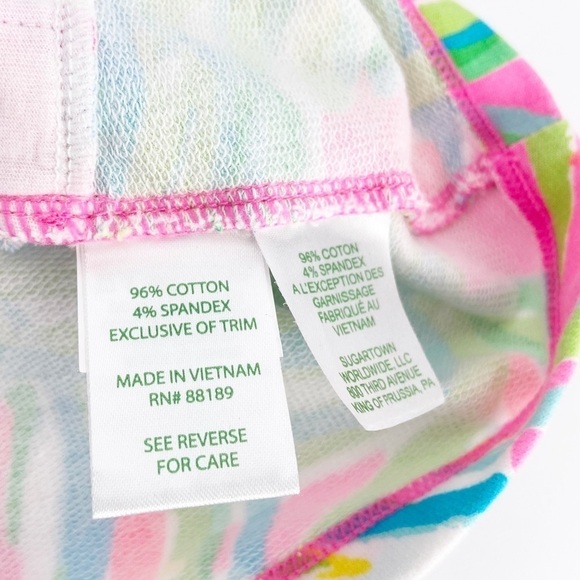 96% COTTON
4% SPANDEX
EXCLUSIVE OF TRIM
MADE IN VIETNAM
RN# 88189
SEE REVERSE
FOR CARE
96% COTON
4% SPANDEX
A L'EXCEPTION DES
GARNISSAGE
FABRIQUÉ AU
VIETNAM
SUGARTOWN
WORLDWIDE, LLC
800 THIRD AVENUE
KING OF PRUSSIA, PA